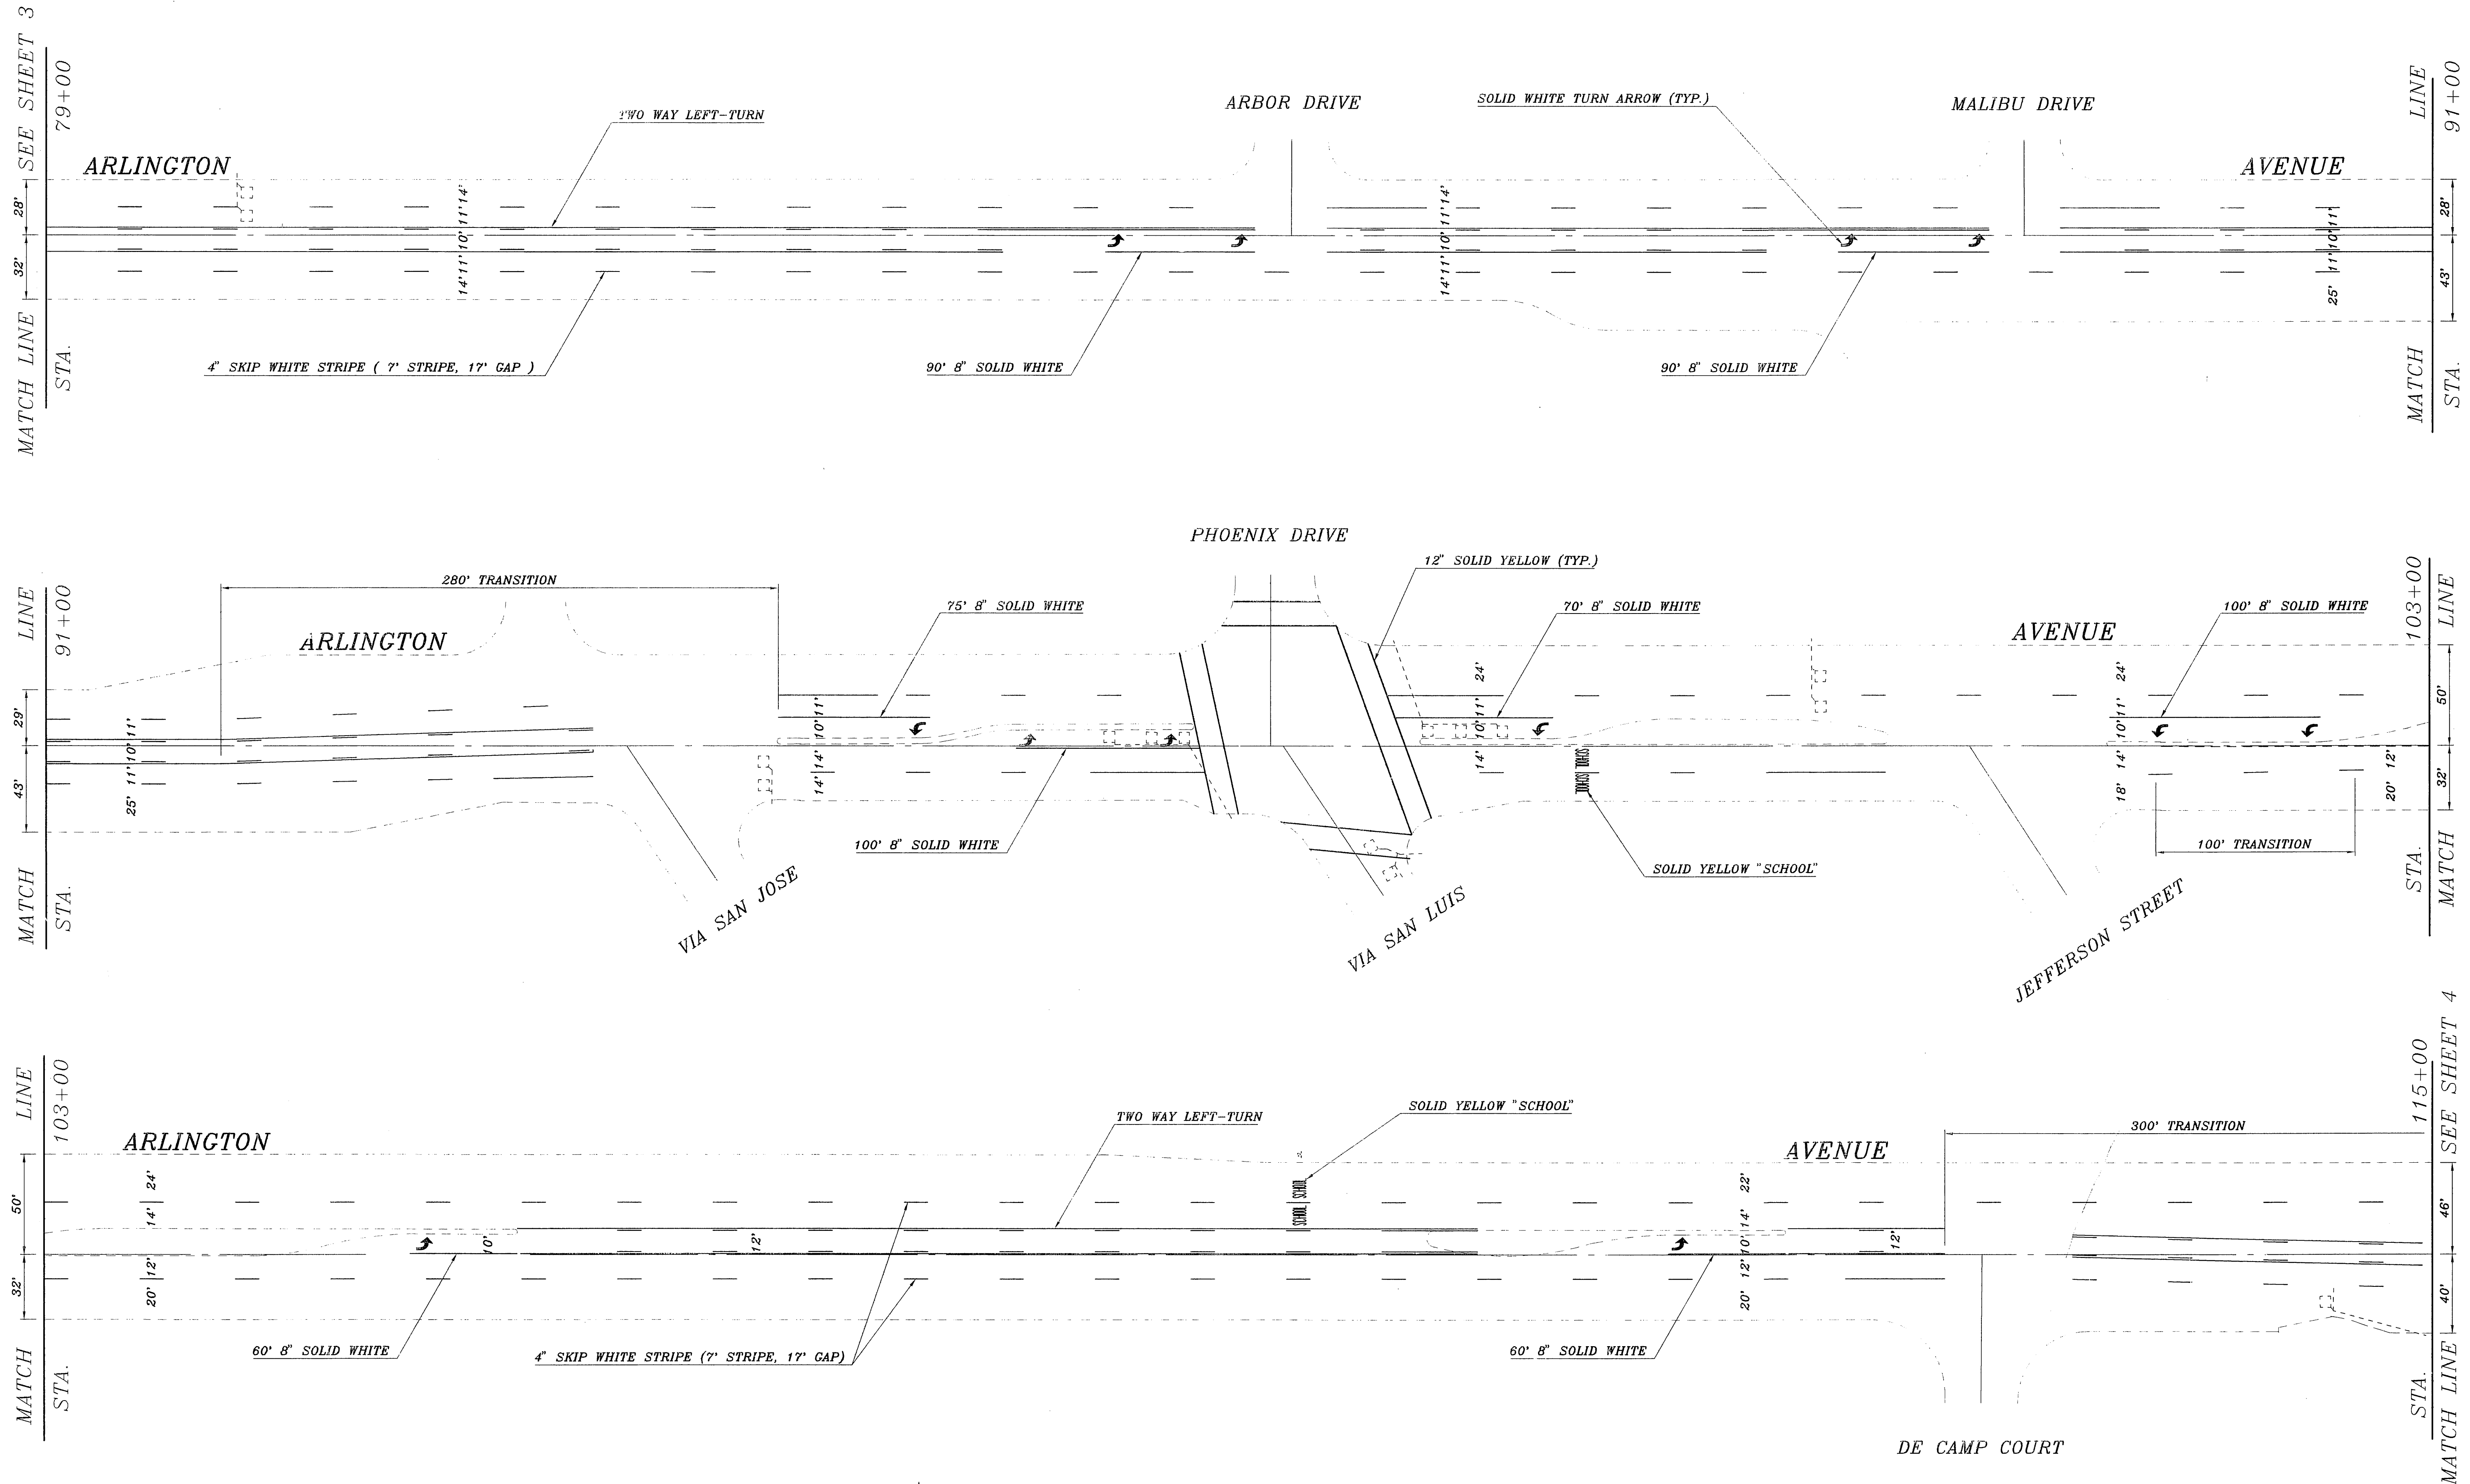 MATCH LINE SEE SHEET 3
STA. 79+00
ARLINGTON
TWO WAY LEFT-TURN
ARBOR DRIVE
SOLID WHITE TURN ARROW (TYP.)
MALIBU DRIVE
AVENUE
MATCH LINE
STA. 91+00
28'
32'
14' 11' 10' 11' 14'
14' 11' 10' 11' 14'
25' 11' 10' 11'
28'
43'
4" SKIP WHITE STRIPE ( 7' STRIPE, 17' GAP )
90' 8" SOLID WHITE
90' 8" SOLID WHITE
MATCH LINE
STA. 91+00
280' TRANSITION
ARLINGTON
75' 8" SOLID WHITE
PHOENIX DRIVE
12" SOLID YELLOW (TYP.)
70' 8" SOLID WHITE
AVENUE
100' 8" SOLID WHITE
STA. 103+00
MATCH LINE
29'
43'
25' 11' 10' 11'
14' 14' 10' 11'
14' 10' 11' 24'
18' 14' 10' 11' 24'
20' 12'
50'
32'
SCHOOL SCHOOL
100' 8" SOLID WHITE
SOLID YELLOW "SCHOOL"
100' TRANSITION
VIA SAN JOSE
VIA SAN LUIS
JEFFERSON STREET
MATCH LINE
STA. 103+00
ARLINGTON
TWO WAY LEFT-TURN
SOLID YELLOW "SCHOOL"
AVENUE
300' TRANSITION
STA. 115+00
MATCH LINE SEE SHEET 4
50'
32'
20' 12' 14' 24'
10'
12'
SCHOOL SCHOOL
20' 12' 10' 14' 22'
12'
46'
40'
60' 8" SOLID WHITE
4" SKIP WHITE STRIPE (7' STRIPE, 17' GAP)
60' 8" SOLID WHITE
DE CAMP COURT